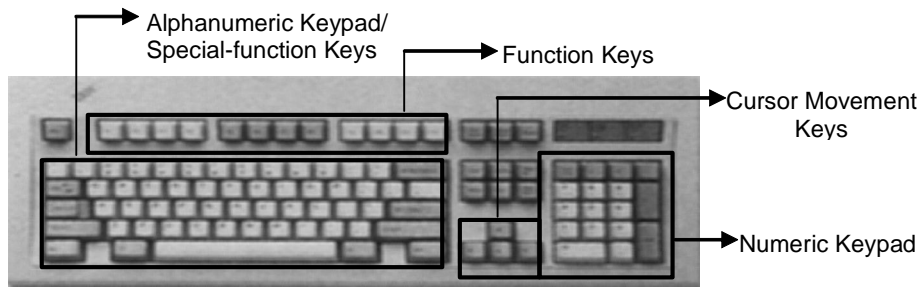 Alphanumeric Keypad/
Special-function Keys
Function Keys
Cursor Movement
Keys
Numeric Keypad